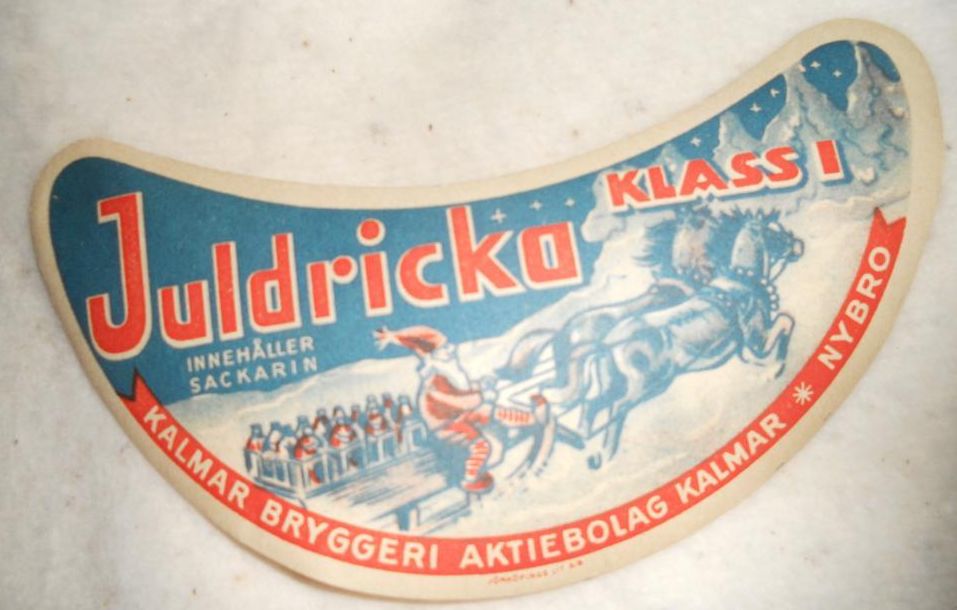 Juldricka
KLASS I
INNEHÅLLER
SACKARIN
KALMAR BRYGGERI AKTIEBOLAG KALMAR * NYBRO